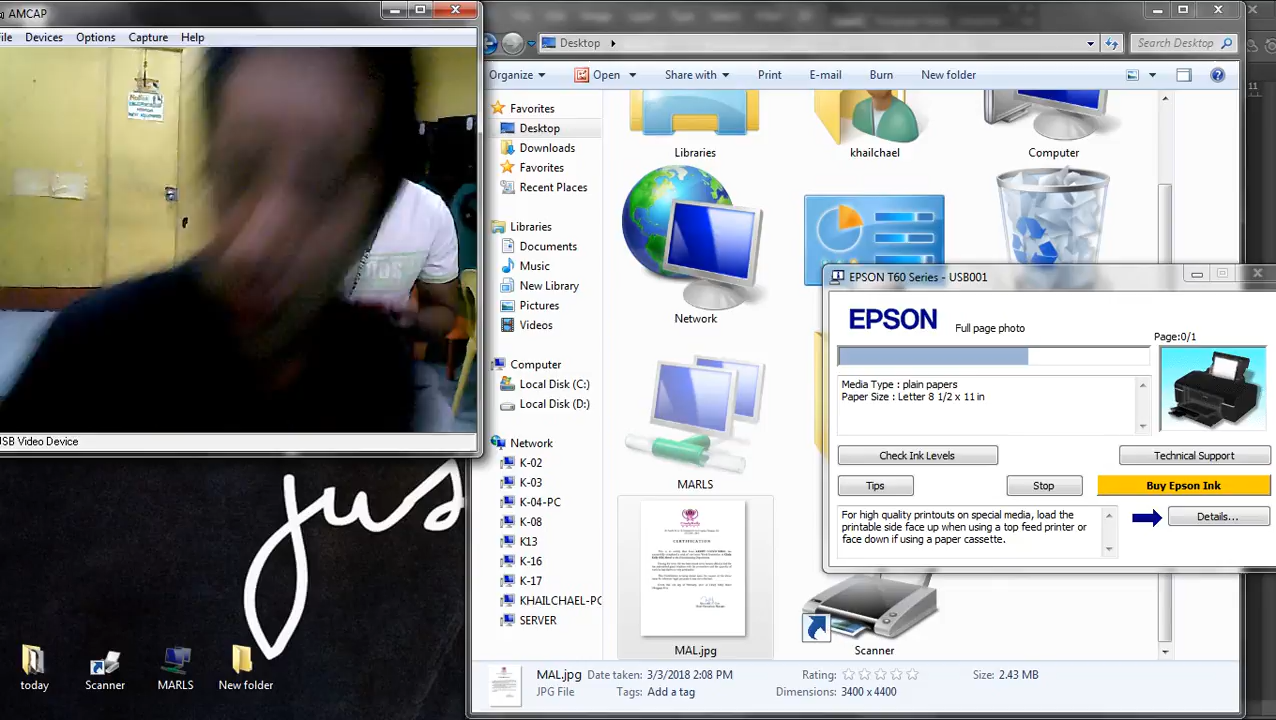 AMCAP
Devices Options Capture Help
USB Video Device
jus
today
Scanner
MARLS
New folder
Desktop
Search Desktop
Organize Open Share with Print E-mail Burn New folder
Favorites
Desktop
Downloads
Favorites
Recent Places
Libraries
Documents
Music
New Library
Pictures
Videos
Computer
Local Disk (C:)
Local Disk (D:)
Network
K-02
K-03
K-04-PC
K-08
K13
K-16
K-17
KHAILCHAEL-PC
SERVER
Libraries
khailchael
Computer
Network
MARLS
CERTIFICATION
MAL.jpg
Scanner
EPSON T60 Series - USB001
EPSON
Full page photo
Page:0/1
Media Type : plain papers
Paper Size : Letter 8 1/2 x 11 in
Check Ink Levels
Technical Support
Tips
Stop
Buy Epson Ink
For high quality printouts on special media, load the
printable side face up when using a top feed printer or
face down if using a paper cassette.
Details...
MAL.jpg Date taken: 3/3/2018 2:08 PM Rating: Size: 2.43 MB
JPG File Tags: Add a tag Dimensions: 3400 x 4400
11